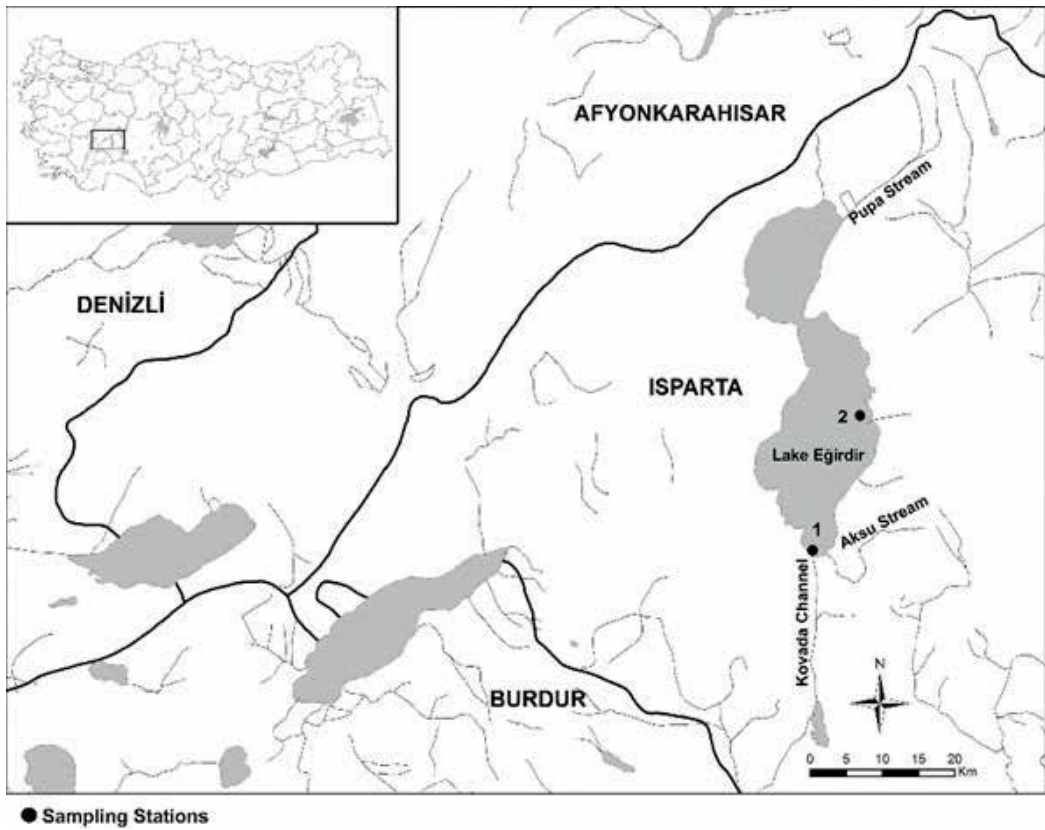 AFYONKARAHISAR
Pupa Stream
DENİZLİ
ISPARTA
2
Lake Eğirdir
Aksu Stream
1
Kovada Channel
N
BURDUR
0 5 10 15 20
Km
Sampling Stations